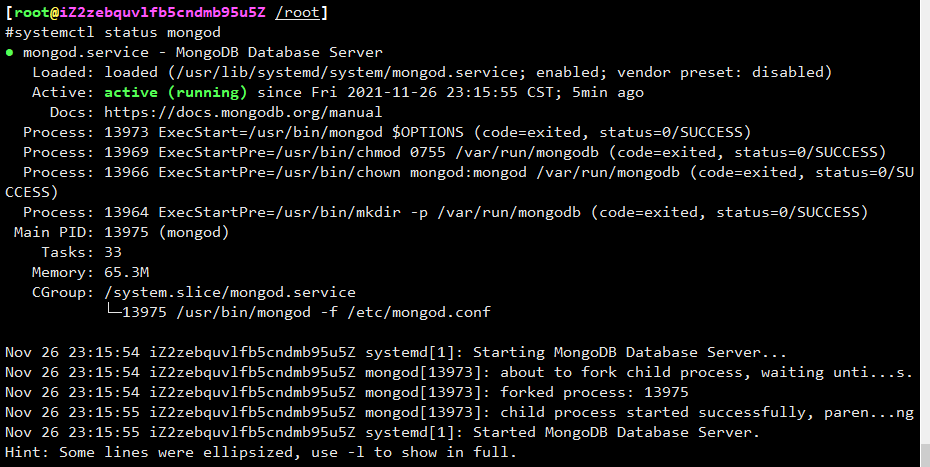 [root@iZ2zebquvlfb5cndmb95u5Z /root]
#systemctl status mongod
● mongod.service - MongoDB Database Server
   Loaded: loaded (/usr/lib/systemd/system/mongod.service; enabled; vendor preset: disabled)
   Active: active (running) since Fri 2021-11-26 23:15:55 CST; 5min ago
     Docs: https://docs.mongodb.org/manual
  Process: 13973 ExecStart=/usr/bin/mongod $OPTIONS (code=exited, status=0/SUCCESS)
  Process: 13969 ExecStartPre=/usr/bin/chmod 0755 /var/run/mongodb (code=exited, status=0/SUCCESS)
  Process: 13966 ExecStartPre=/usr/bin/chown mongod:mongod /var/run/mongodb (code=exited, status=0/SU
CCESS)
  Process: 13964 ExecStartPre=/usr/bin/mkdir -p /var/run/mongodb (code=exited, status=0/SUCCESS)
 Main PID: 13975 (mongod)
    Tasks: 33
   Memory: 65.3M
   CGroup: /system.slice/mongod.service
           └─13975 /usr/bin/mongod -f /etc/mongod.conf

Nov 26 23:15:54 iZ2zebquvlfb5cndmb95u5Z systemd[1]: Starting MongoDB Database Server...
Nov 26 23:15:54 iZ2zebquvlfb5cndmb95u5Z mongod[13973]: about to fork child process, waiting unti...s.
Nov 26 23:15:54 iZ2zebquvlfb5cndmb95u5Z mongod[13973]: forked process: 13975
Nov 26 23:15:55 iZ2zebquvlfb5cndmb95u5Z mongod[13973]: child process started successfully, paren...ng
Nov 26 23:15:55 iZ2zebquvlfb5cndmb95u5Z systemd[1]: Started MongoDB Database Server.
Hint: Some lines were ellipsized, use -l to show in full.